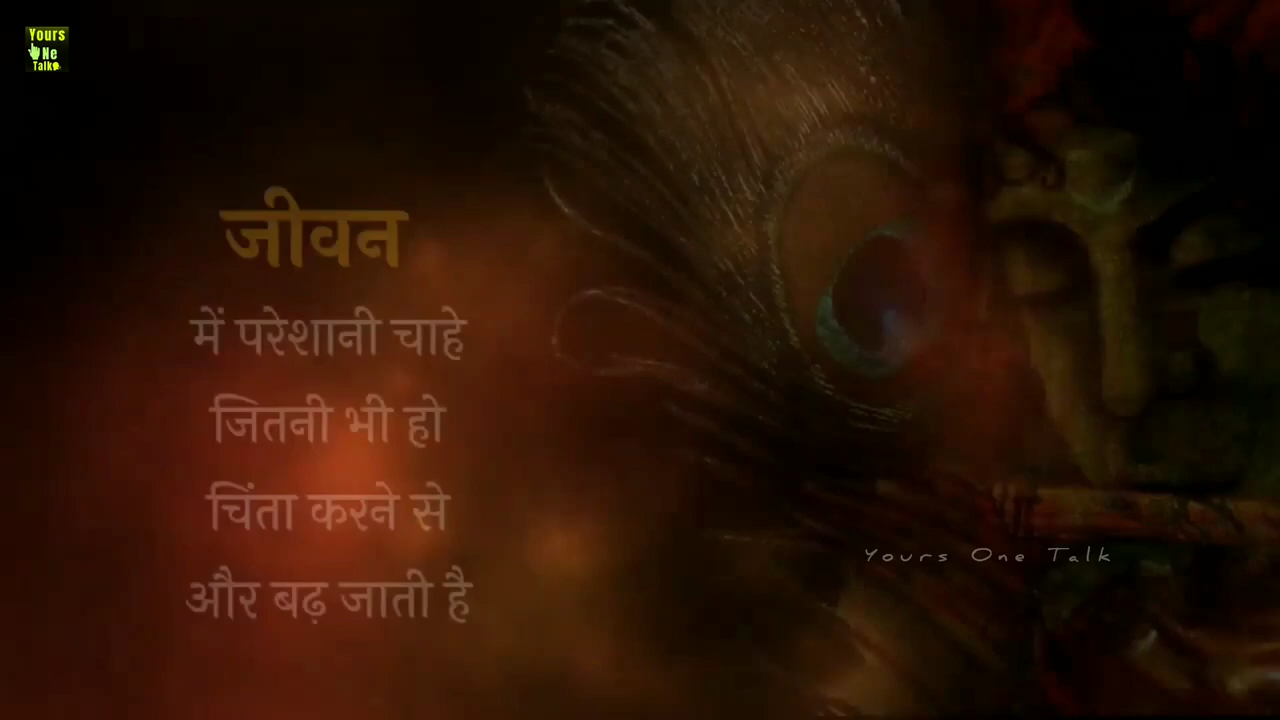 Yours
One
Talk
जीवन
में परेशानी चाहे
जितनी भी हो
चिंता करने से
और बढ़ जाती है
Yours One Talk